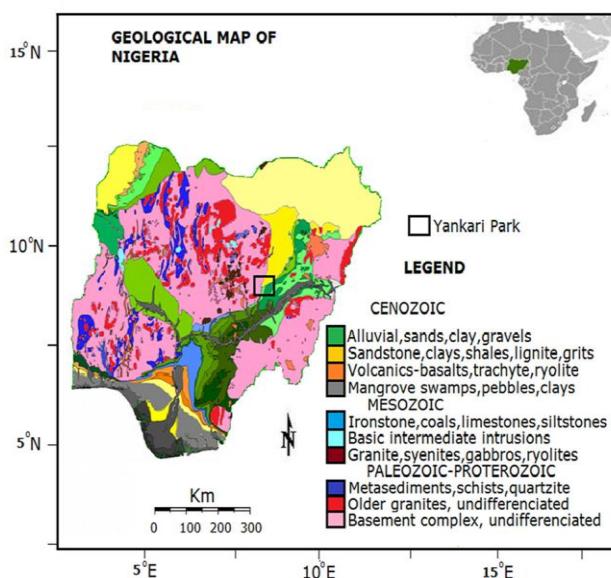 GEOLOGICAL MAP OF
NIGERIA
15°N
10°N
5°N
Yankari Park
LEGEND
CENOZOIC
Alluvial,sands,clay,gravels
Sandstone,clays,shales,lignite,grits
Volcanics-basalts,trachyte,ryolite
Mangrove swamps,pebbles,clays
MESOZOIC
Ironstone,coals,limestones,siltstones
Basic intermediate intrusions
Granite,syenites,gabbros,ryolites
PALEOZOIC-PROTEROZOIC
Metasediments,schists,quartzite
Older granites, undifferenciated
Basement complex, undifferenciated
N
Km
0 100 200 300
5°E
10°E
15°E